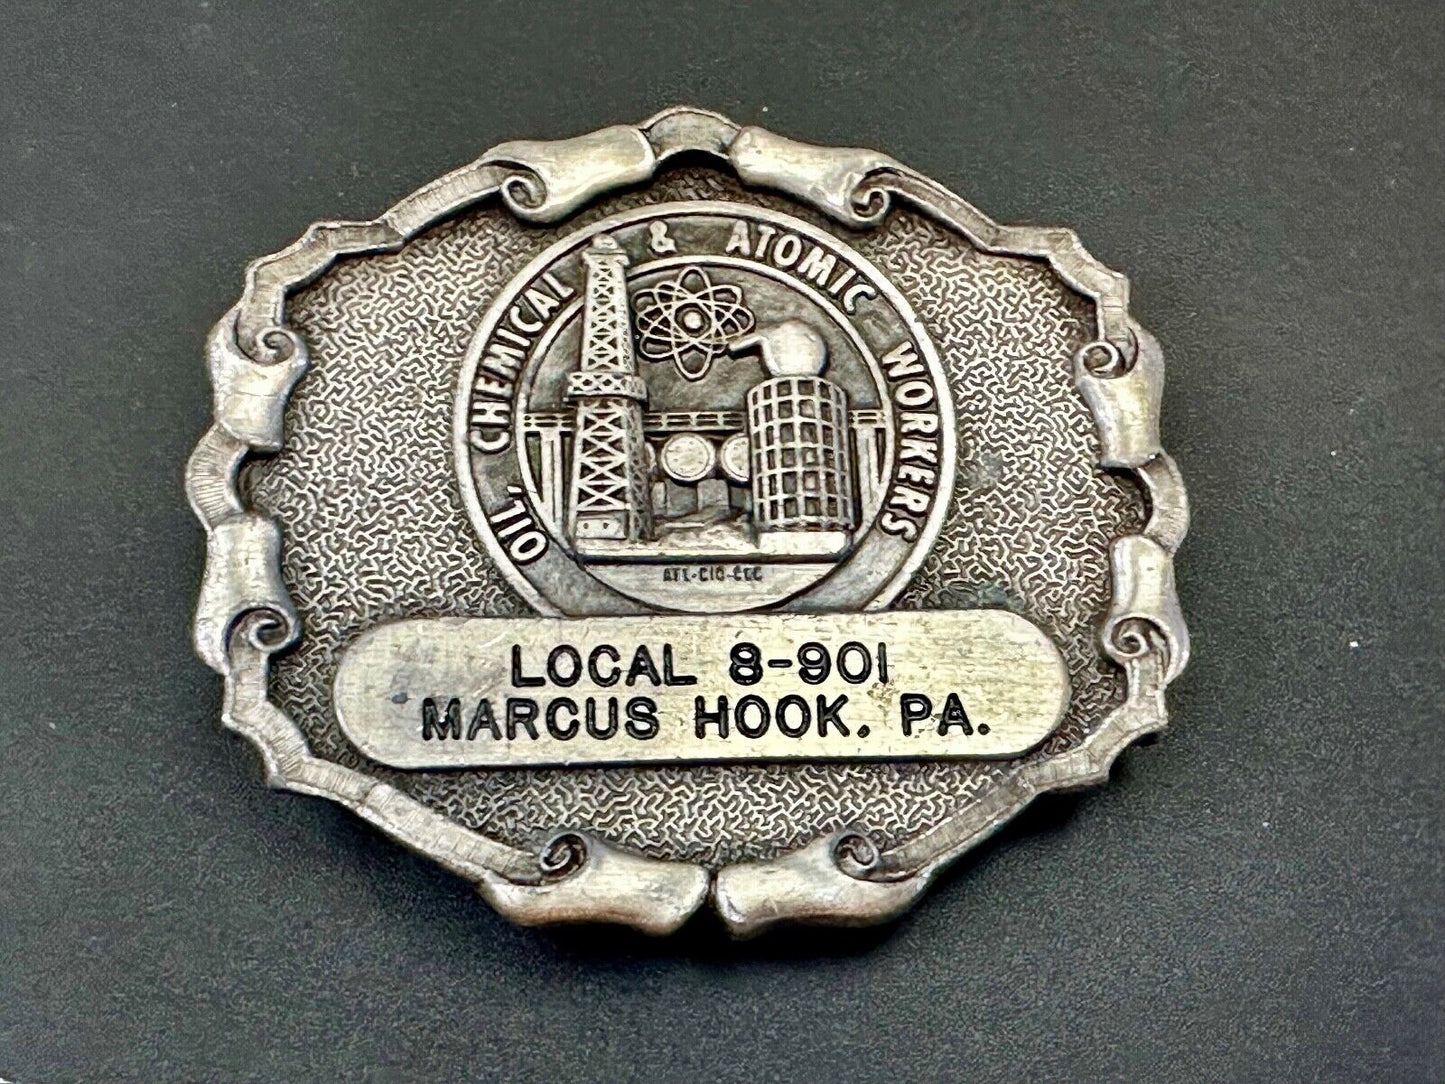 OIL, CHEMICAL & ATOMIC WORKERS
AFL-CIO-CLC
LOCAL 8-901
MARCUS HOOK, PA.